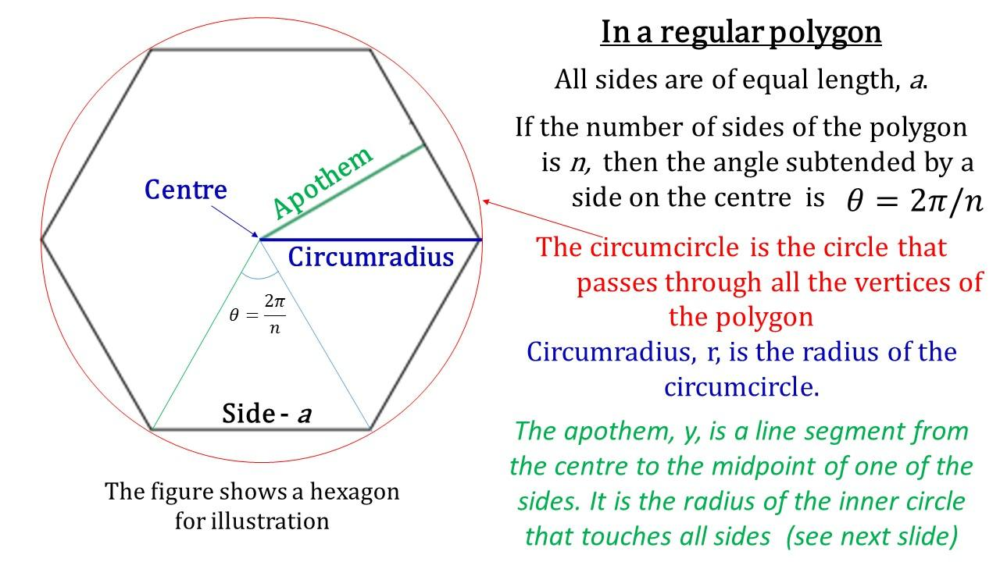 In a regular polygon
All sides are of equal length, a.
If the number of sides of the polygon
is n, then the angle subtended by a
side on the centre is θ = 2π/n
The circumcircle is the circle that
passes through all the vertices of
the polygon
Circumradius, r, is the radius of the
circumcircle.
The apothem, y, is a line segment from
the centre to the midpoint of one of the
sides. It is the radius of the inner circle
that touches all sides (see next slide)
Apothem
Centre
Circumradius
θ = 2π/n
Side - a
The figure shows a hexagon
for illustration